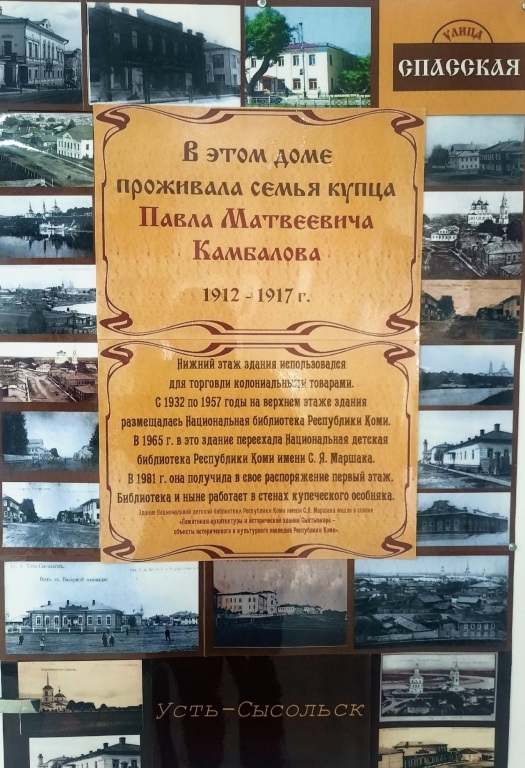 УЛИЦА
СПАССКАЯ
В этом доме
проживала семья купца
Павла Матвеевича
Камбалова
1912 - 1917 г.
Нижний этаж здания использовался
для торговли колониальными товарами.
С 1932 по 1957 годы на верхнем этаже здания
размещалась Национальная библиотека Республики Коми.
В 1965 г. в это здание переехала Национальная детская
библиотека Республики Коми имени С. Я. Маршака.
В 1981 г. она получила в свое распоряжение первый этаж.
Библиотека и ныне работает в стенах купеческого особняка.
Здание Национальной детской библиотеки Республики Коми имени С.Я. Маршака вошло в список
«Памятники архитектуры и исторические здания Сыктывкара –
объекты исторического и культурного наследия Республики Коми».
Усть-Сысольск